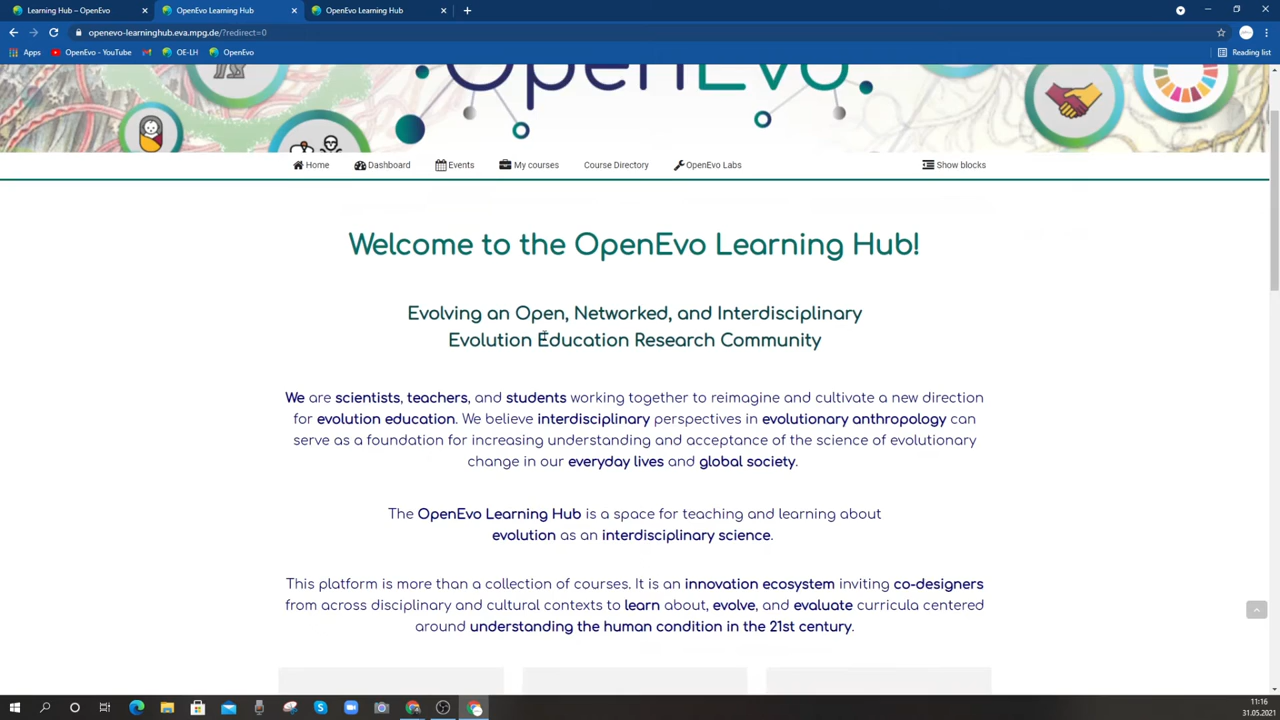 Learning Hub – OpenEvo
OpenEvo Learning Hub
OpenEvo Learning Hub
openevo-learninghub.eva.mpg.de/?redirect=0
Apps
OpenEvo - YouTube
OE-LH
OpenEvo
Reading list
OpenEvo
Home
Dashboard
Events
My courses
Course Directory
OpenEvo Labs
Show blocks
Welcome to the OpenEvo Learning Hub!
Evolving an Open, Networked, and Interdisciplinary
Evolution Education Research Community
We are scientists, teachers, and students working together to reimagine and cultivate a new direction
for evolution education. We believe interdisciplinary perspectives in evolutionary anthropology can
serve as a foundation for increasing understanding and acceptance of the science of evolutionary
change in our everyday lives and global society.
The OpenEvo Learning Hub is a space for teaching and learning about
evolution as an interdisciplinary science.
This platform is more than a collection of courses. It is an innovation ecosystem inviting co-designers
from across disciplinary and cultural contexts to learn about, evolve, and evaluate curricula centered
around understanding the human condition in the 21st century.
11:16
31.05.2021